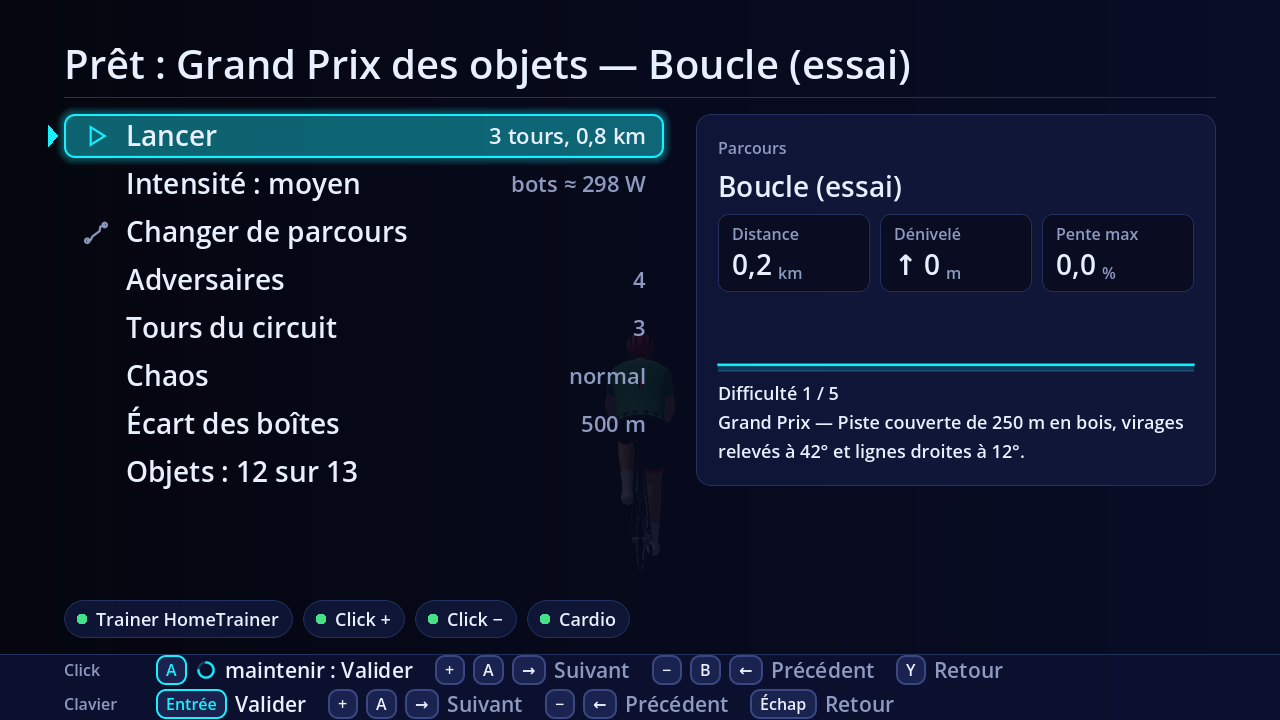 Prêt : Grand Prix des objets — Boucle (essai)
Lancer 3 tours, 0,8 km
Intensité : moyen bots ≈ 298 W
Changer de parcours
Adversaires 4
Tours du circuit 3
Chaos normal
Écart des boîtes 500 m
Objets : 12 sur 13
Parcours
Boucle (essai)
Distance Dénivelé Pente max
0,2 km ↑ 0 m 0,0 %
Difficulté 1 / 5
Grand Prix — Piste couverte de 250 m en bois, virages
relevés à 42° et lignes droites à 12°.
Trainer HomeTrainer Click + Click − Cardio
Click A maintenir : Valider + A → Suivant − B ← Précédent Y Retour
Clavier Entrée Valider + A → Suivant − ← Précédent Échap Retour